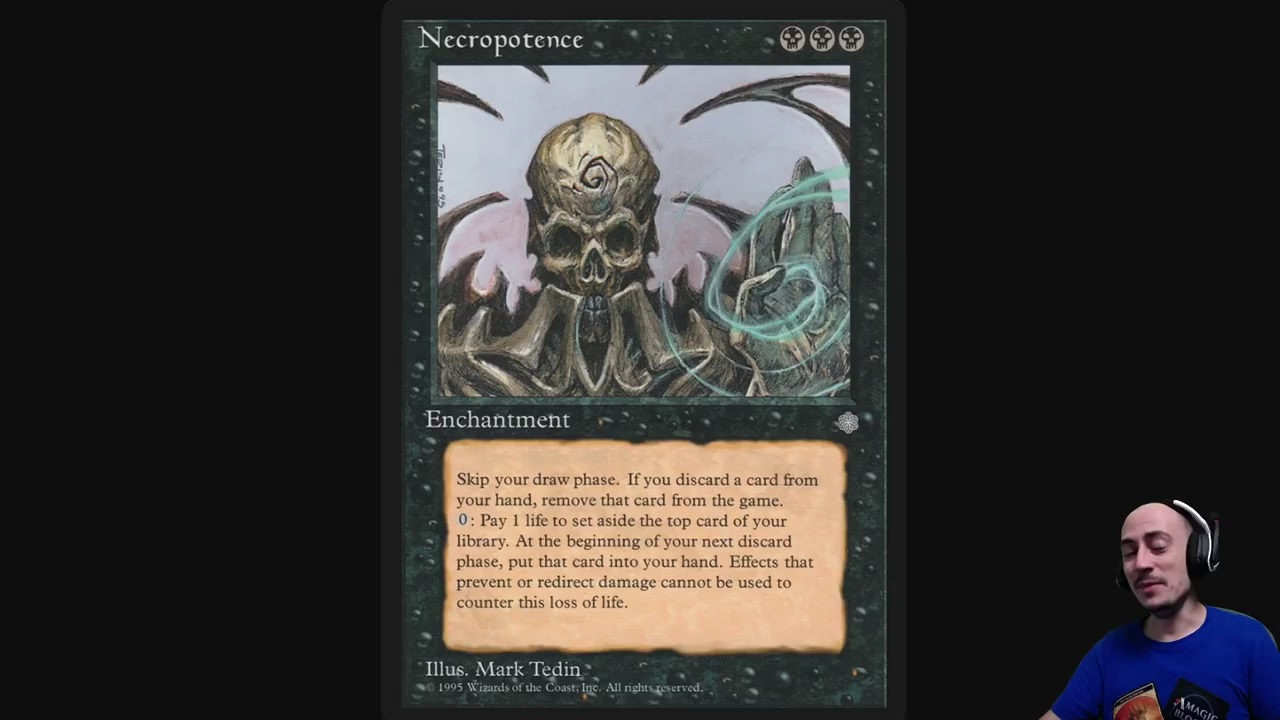 Necropotence
Enchantment
Skip your draw phase. If you discard a card from
your hand, remove that card from the game.
0: Pay 1 life to set aside the top card of your
library. At the beginning of your next discard
phase, put that card into your hand. Effects that
prevent or redirect damage cannot be used to
counter this loss of life.
Illus. Mark Tedin
© 1995 Wizards of the Coast, Inc. All rights reserved.
MAGIC